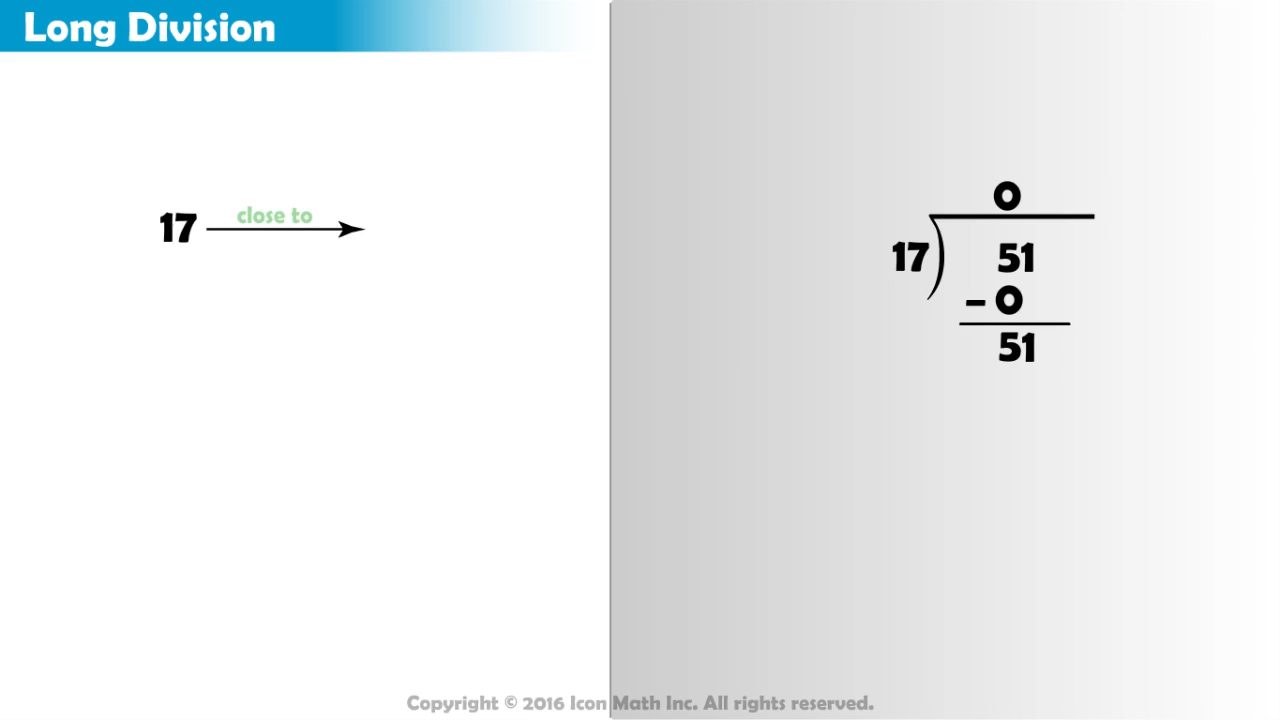 Long Division
17 close to
0
17 51
– 0
51
Copyright © 2016 Icon Math Inc. All rights reserved.